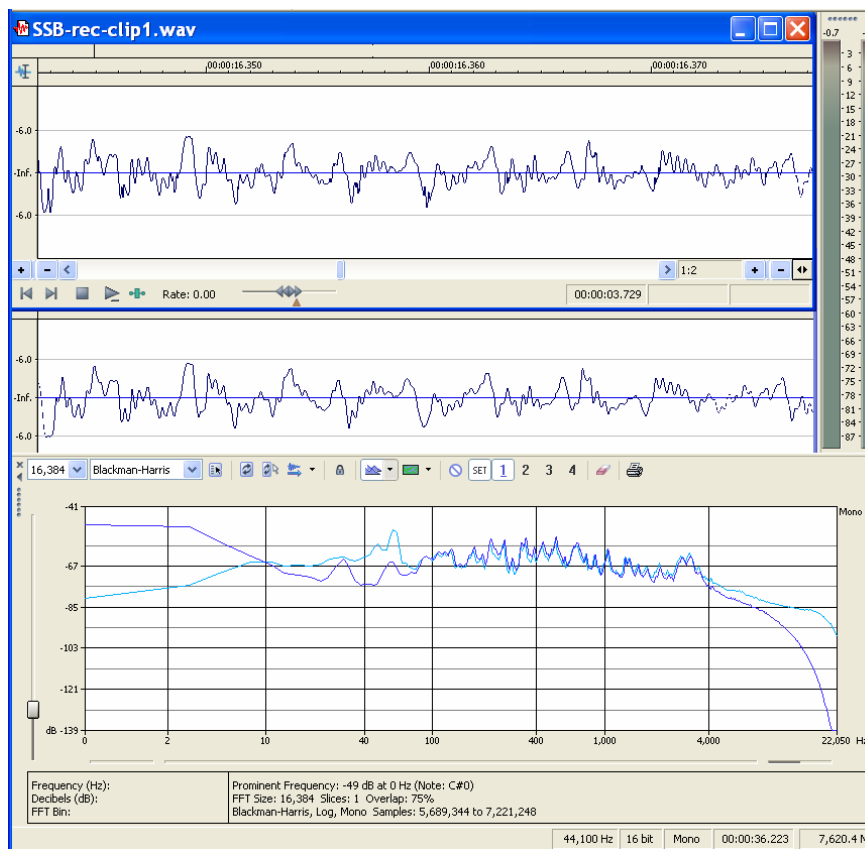 SSB-rec-clip1.wav
-0.7
00:00:16.350 00:00:16.360 00:00:16.370
-6.0
-Inf.
-6.0
1:2
Rate: 0.00
00:00:03.729
-6.0
-Inf.
-6.0
- 3 -
- 6 -
- 9 -
- 12 -
- 15 -
- 18 -
- 21 -
- 24 -
- 27 -
- 30 -
- 33 -
- 36 -
- 39 -
- 42 -
- 45 -
- 48 -
- 51 -
- 54 -
- 57 -
- 60 -
- 63 -
- 66 -
- 69 -
- 72 -
- 75 -
- 78 -
- 81 -
- 84 -
- 87 -
16,384 Blackman-Harris SET 1 2 3 4
-41 Mono
-67
-85
-103
-121
dB -139
0 2 10 40 100 400 1,000 4,000 22,050 Hz
Frequency (Hz): Prominent Frequency: -49 dB at 0 Hz (Note: C#0)
Decibels (dB): FFT Size: 16,384 Slices: 1 Overlap: 75%
FFT Bin: Blackman-Harris, Log, Mono Samples: 5,689,344 to 7,221,248
44,100 Hz 16 bit Mono 00:00:36.223 7,620.4